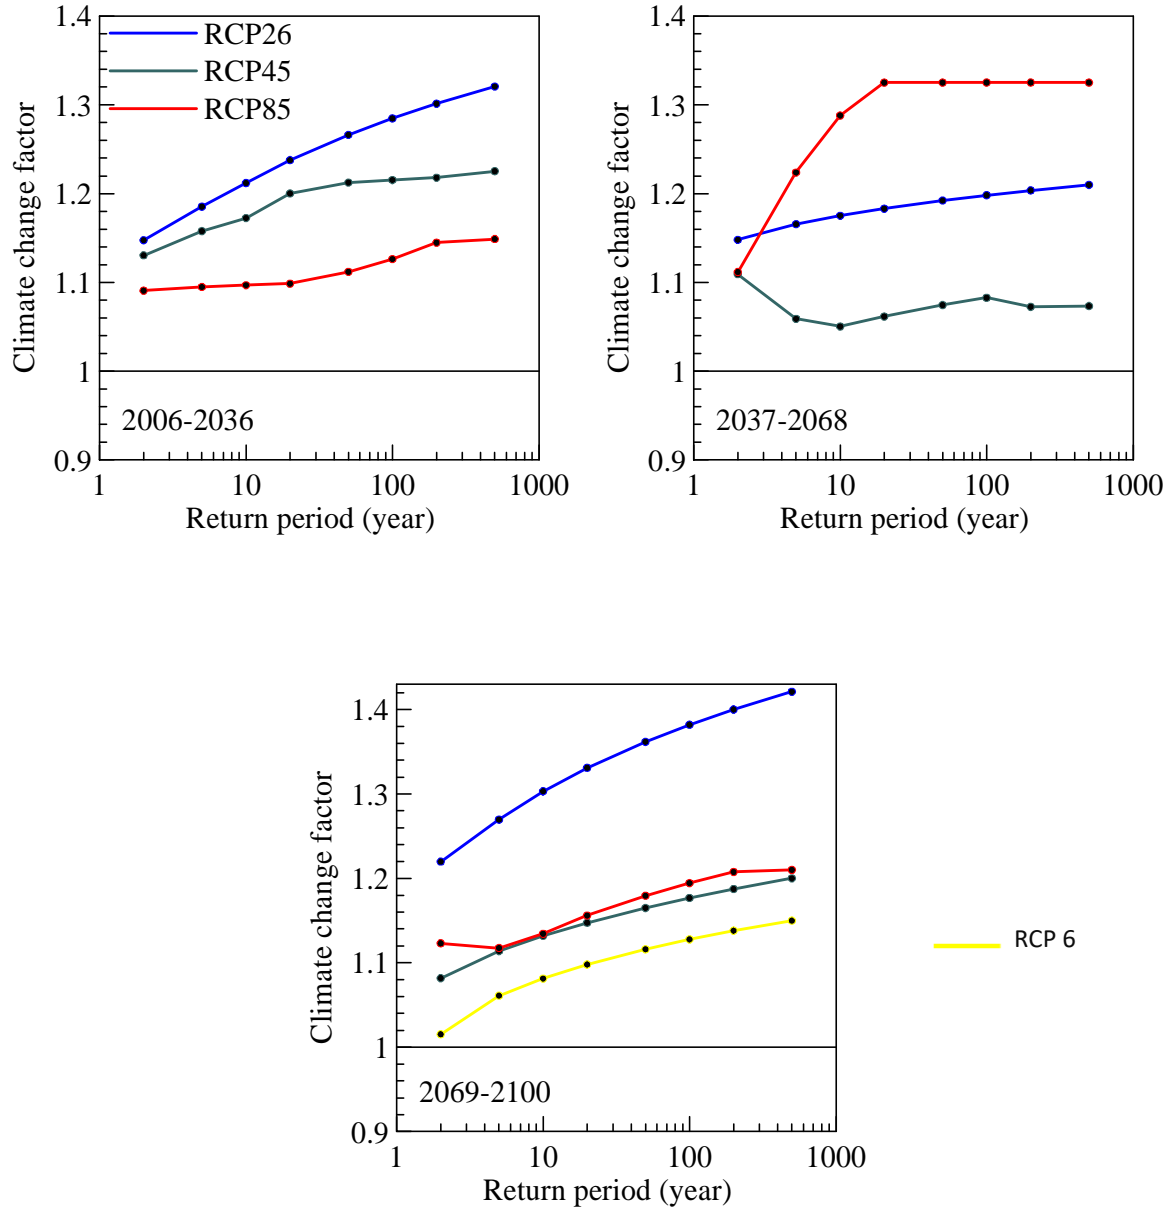 1.4
1.3
1.2
1.1
1
0.9
Climate change factor
RCP26
RCP45
RCP85
2006-2036
1 10 100 1000
Return period (year)
1.4
1.3
1.2
1.1
1
0.9
Climate change factor
2037-2068
1 10 100 1000
Return period (year)
1.4
1.3
1.2
1.1
1
0.9
Climate change factor
2069-2100
1 10 100 1000
Return period (year)
RCP 6